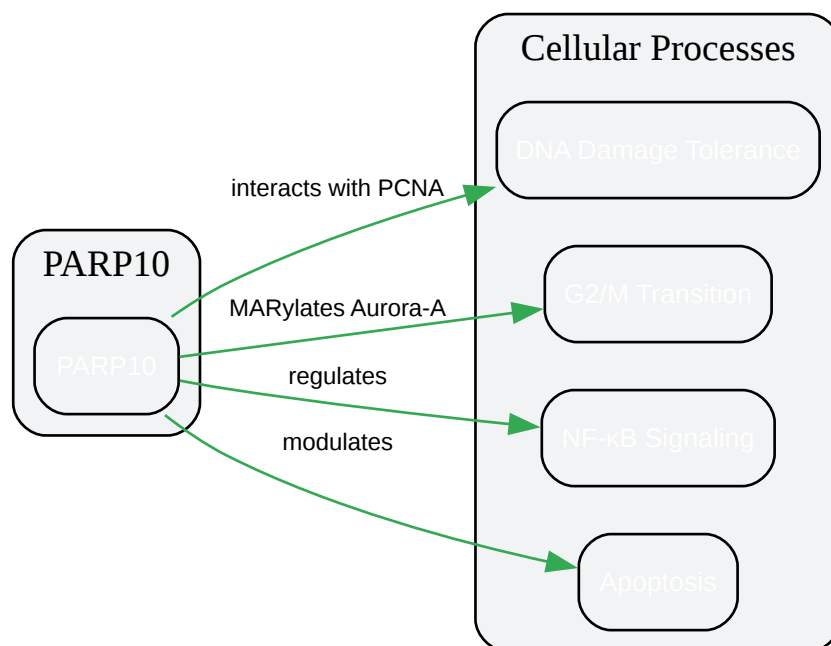 Cellular Processes
DNA Damage Tolerance
interacts with PCNA
PARP10
G2/M Transition
MARylates Aurora-A
PARP10
regulates
NF-κB Signaling
modulates
Apoptosis